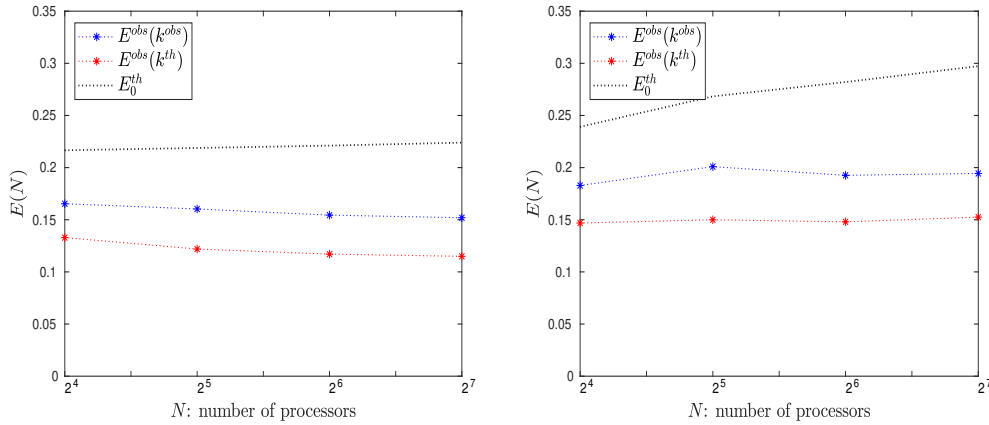 0.35
0.3
0.25
0.2
0.15
0.1
0.05
0
E(N)
2^4
2^5
2^6
2^7
N: number of processors
E^{obs}(k^{obs})
E^{obs}(k^{th})
E_0^{th}
0.35
0.3
0.25
0.2
0.15
0.1
0.05
0
E(N)
2^4
2^5
2^6
2^7
N: number of processors
E^{obs}(k^{obs})
E^{obs}(k^{th})
E_0^{th}